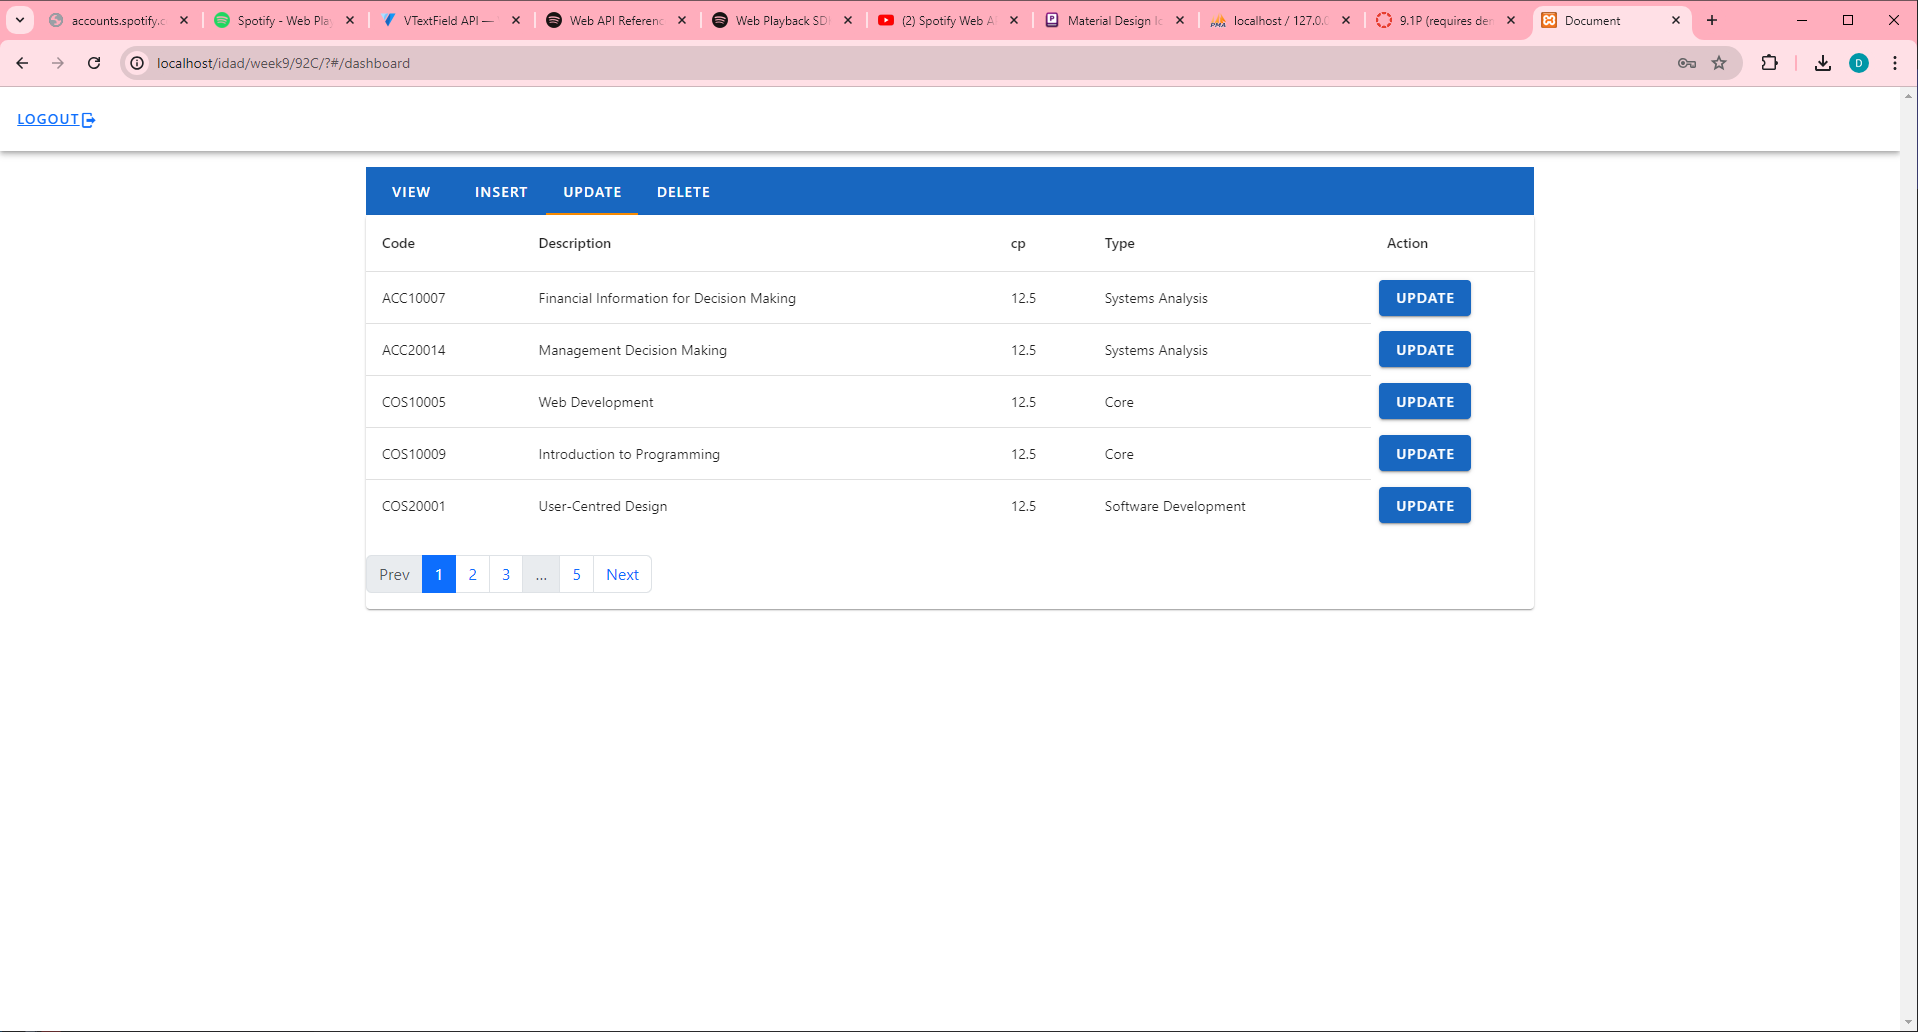 accounts.spotify.c
Spotify - Web Play
VTextField API —
Web API Referenc
Web Playback SD
(2) Spotify Web A
Material Design Ic
localhost / 127.0.0
9.1P (requires der
Document
localhost/idad/week9/92C/?#/dashboard
D
LOGOUT
VIEW INSERT UPDATE DELETE
Code Description cp Type Action
ACC10007 Financial Information for Decision Making 12.5 Systems Analysis UPDATE
ACC20014 Management Decision Making 12.5 Systems Analysis UPDATE
COS10005 Web Development 12.5 Core UPDATE
COS10009 Introduction to Programming 12.5 Core UPDATE
COS20001 User-Centred Design 12.5 Software Development UPDATE
Prev 1 2 3 ... 5 Next